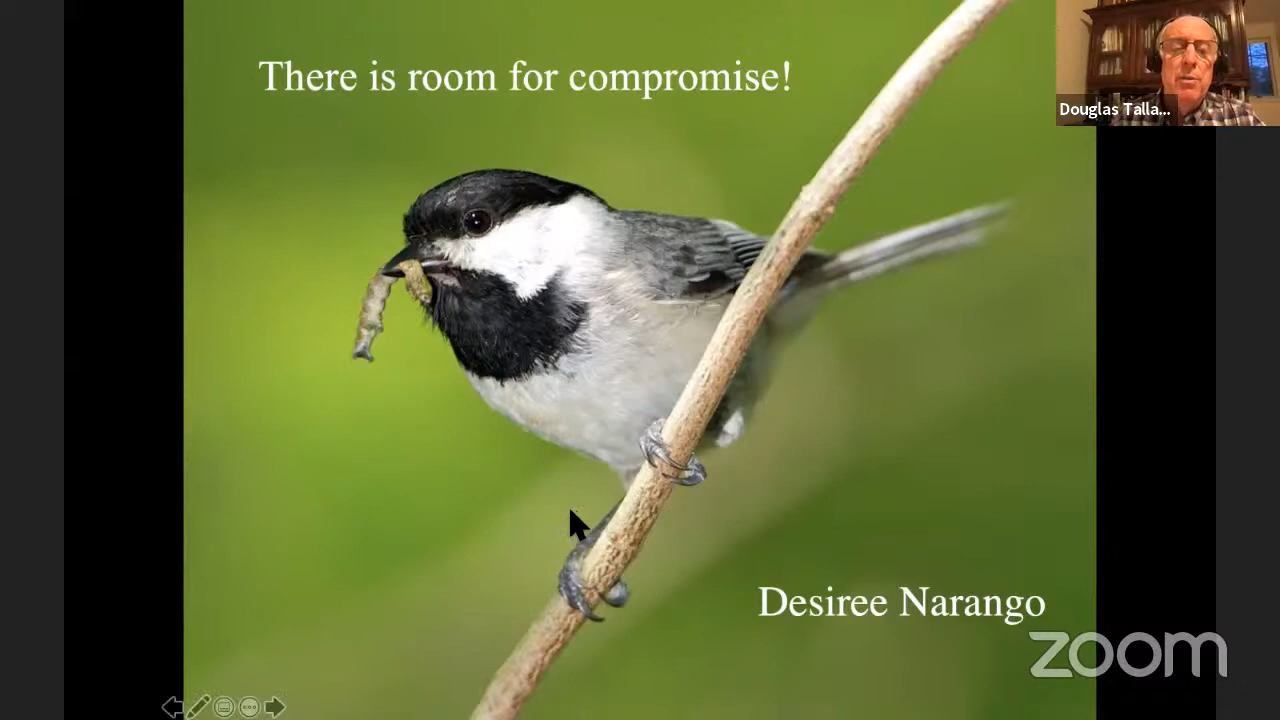 There is room for compromise!
Douglas Talla...
Desiree Narango
zoom